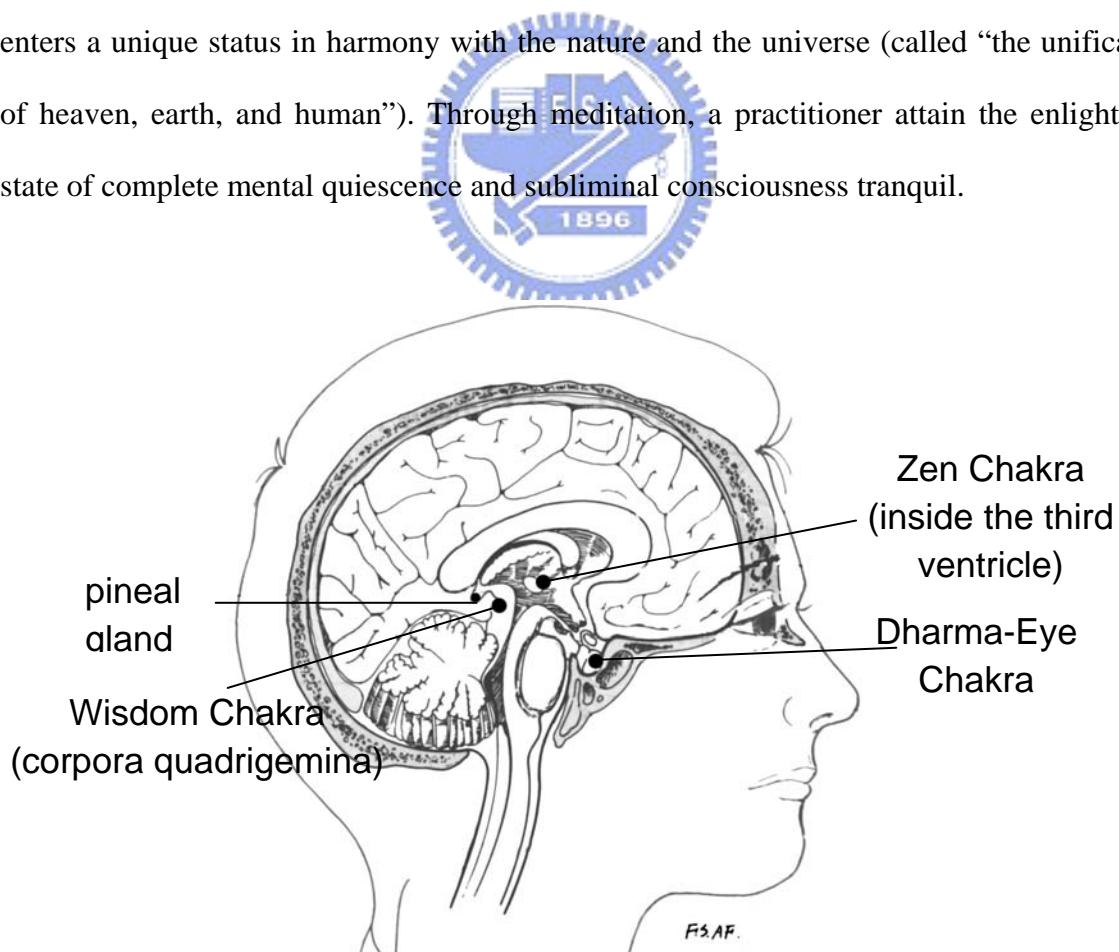 enters a unique status in harmony with the nature and the universe (called “the unifica
of heaven, earth, and human”). Through meditation, a practitioner attain the enlight
state of complete mental quiescence and subliminal consciousness tranquil.
E S
1896
Zen Chakra
(inside the third
ventricle)
pineal
gland
Dharma-Eye
Chakra
Wisdom Chakra
(corpora quadrigemina)
F.S.AF.